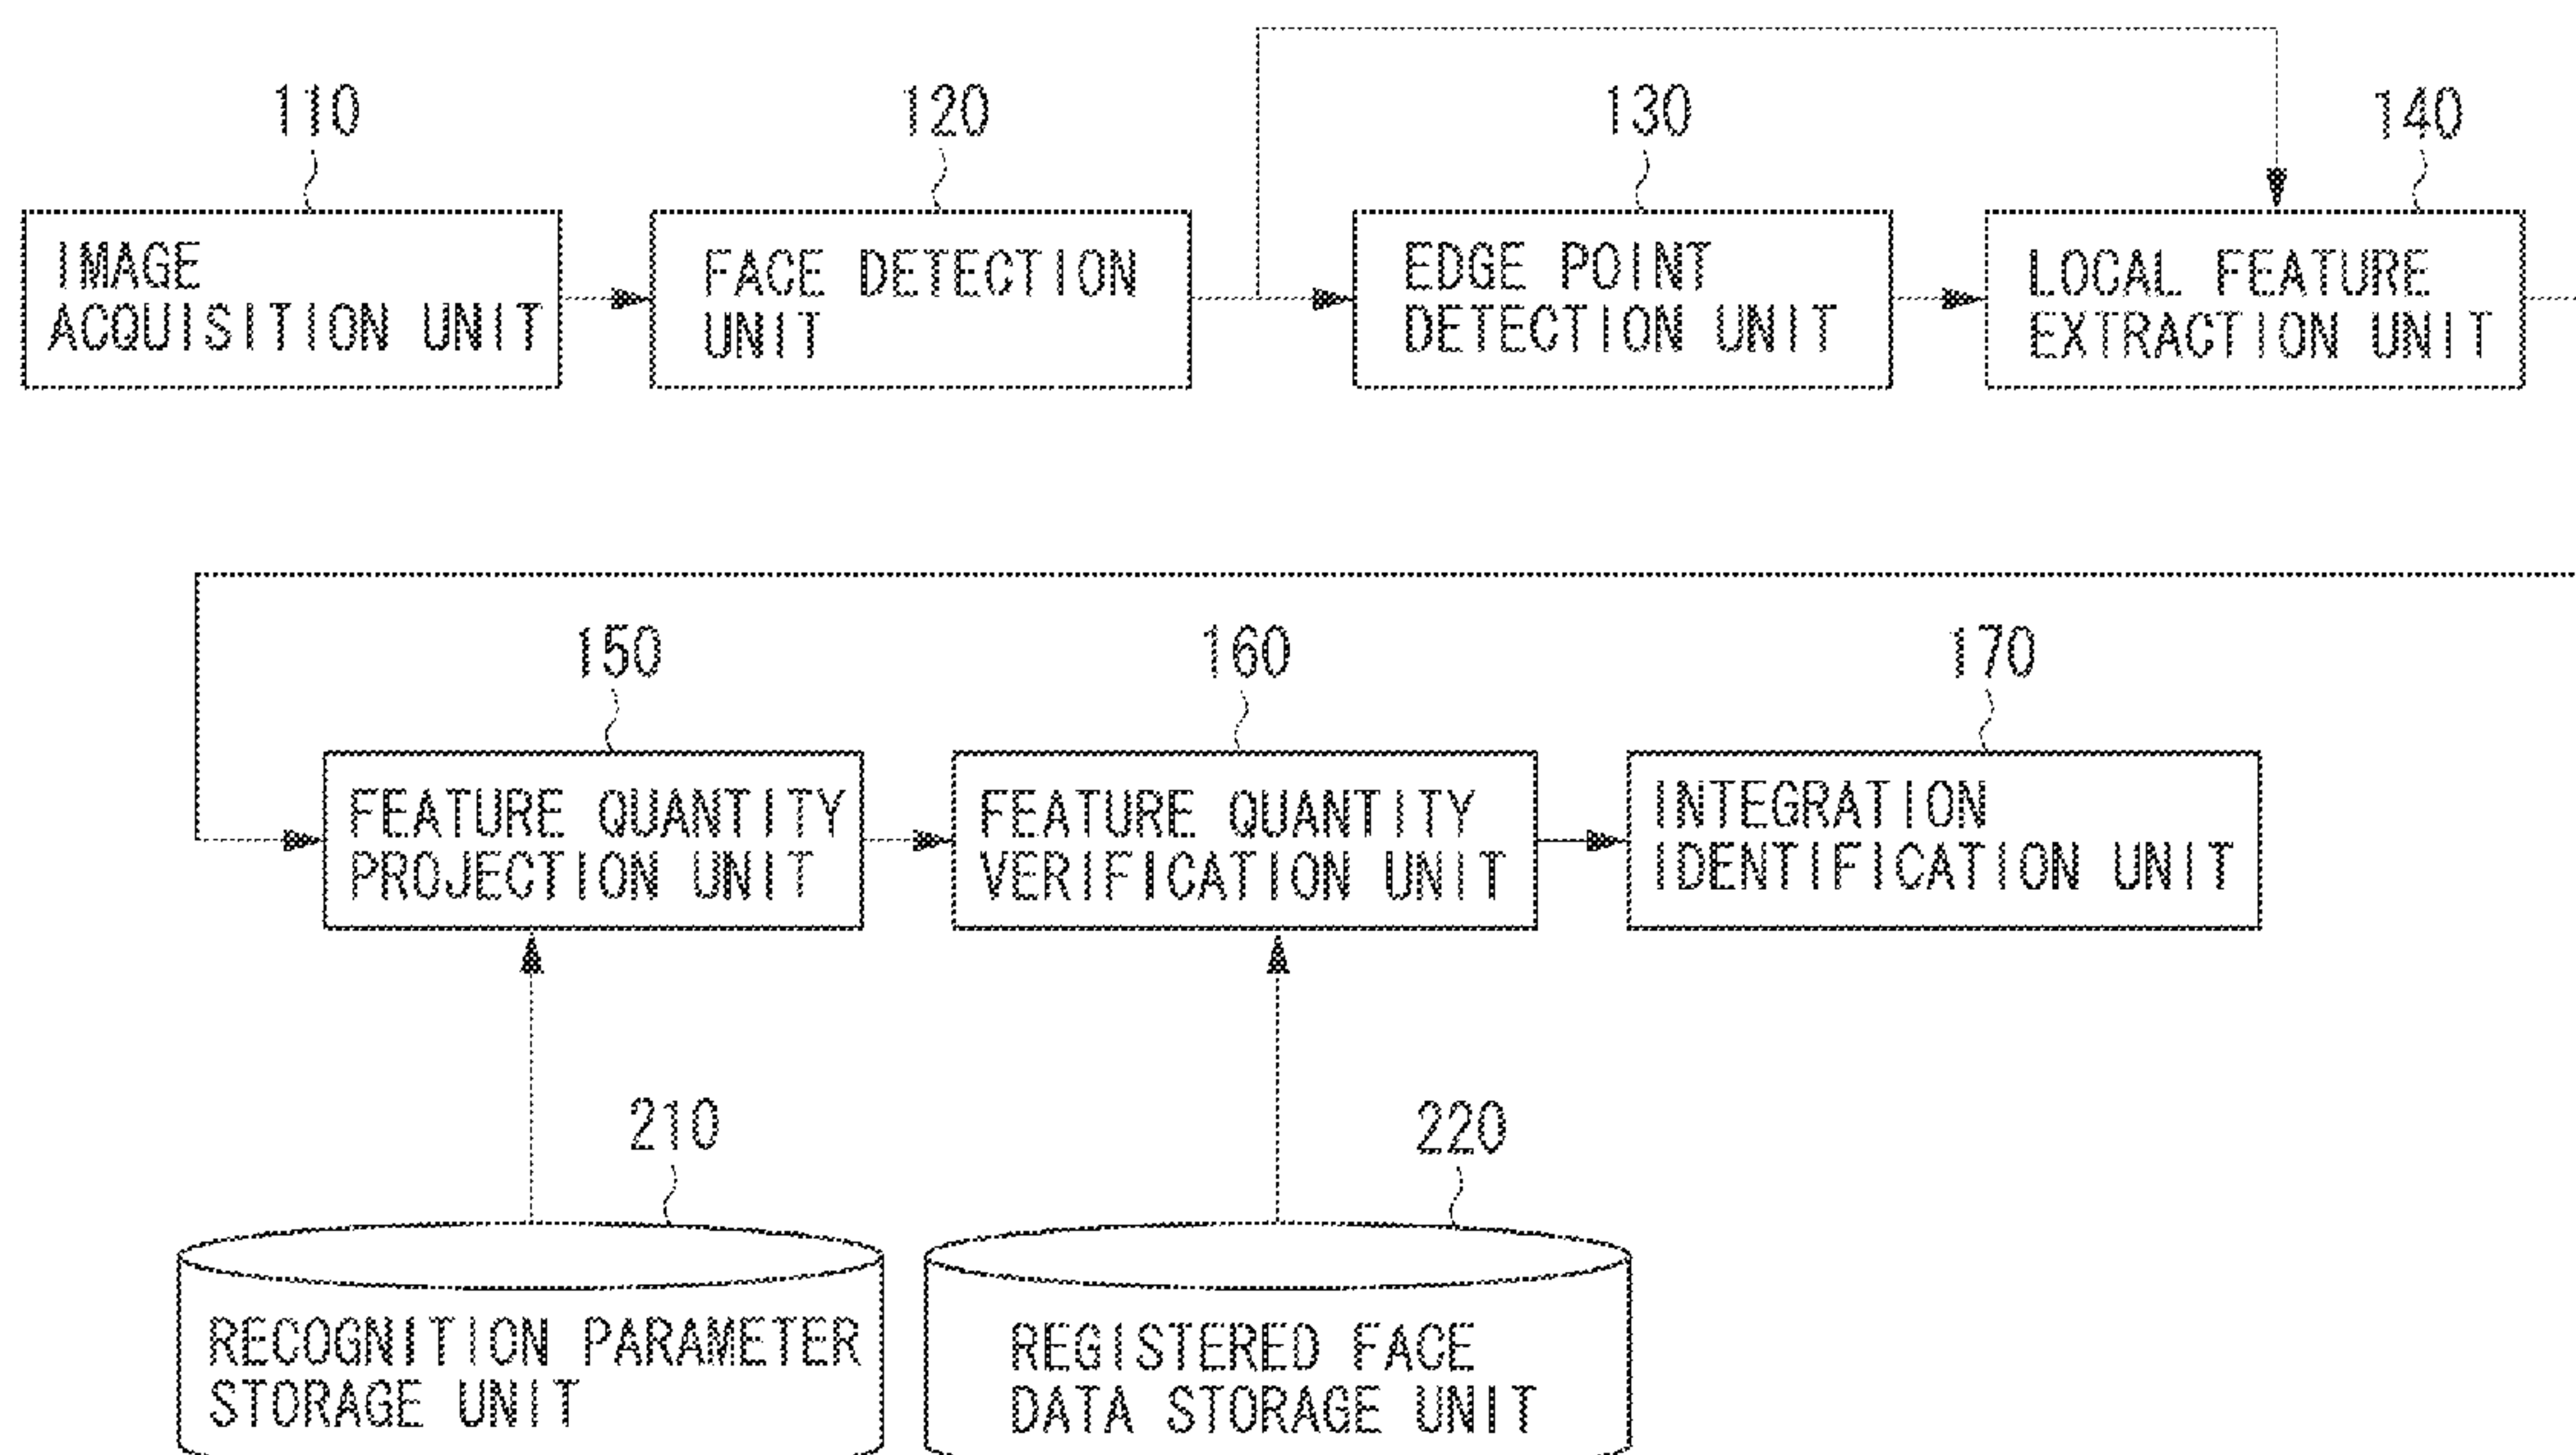 110
120
130
140
IMAGE
ACQUISITION UNIT
FACE DETECTION
UNIT
EDGE POINT
DETECTION UNIT
LOCAL FEATURE
EXTRACTION UNIT
150
160
170
FEATURE QUANTITY
PROJECTION UNIT
FEATURE QUANTITY
VERIFICATION UNIT
INTEGRATION
IDENTIFICATION UNIT
210
220
RECOGNITION PARAMETER
STORAGE UNIT
REGISTERED FACE
DATA STORAGE UNIT